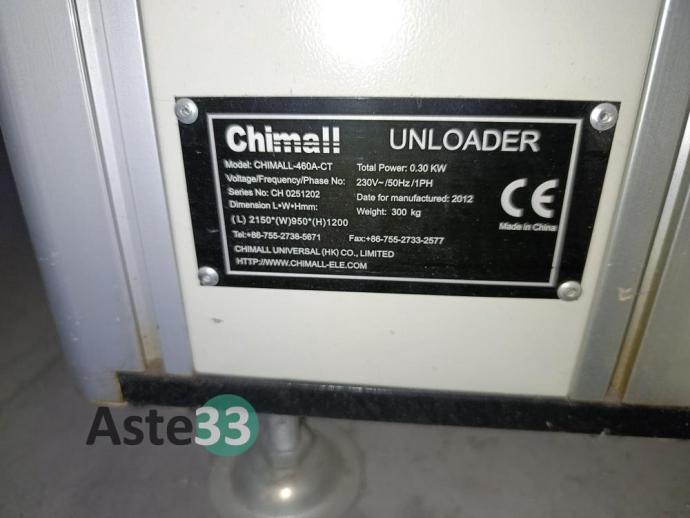 Chimall UNLOADER
Model: CHIMALL-460A-CT Total Power: 0.30 KW
Voltage/Frequency/Phase No: 230V~/50Hz/1PH
Series No: CH 0251202 Date for manufactured: 2012
Dimension L*W*Hmm: Weight: 300 kg
(L) 2150*(W)950*(H)1200
Tel:+86-755-2738-5671 Fax:+86-755-2733-2577
CHIMALL UNIVERSAL (HK) CO., LIMITED
HTTP://WWW.CHIMALL-ELE.COM
CE
Made in China
Aste33